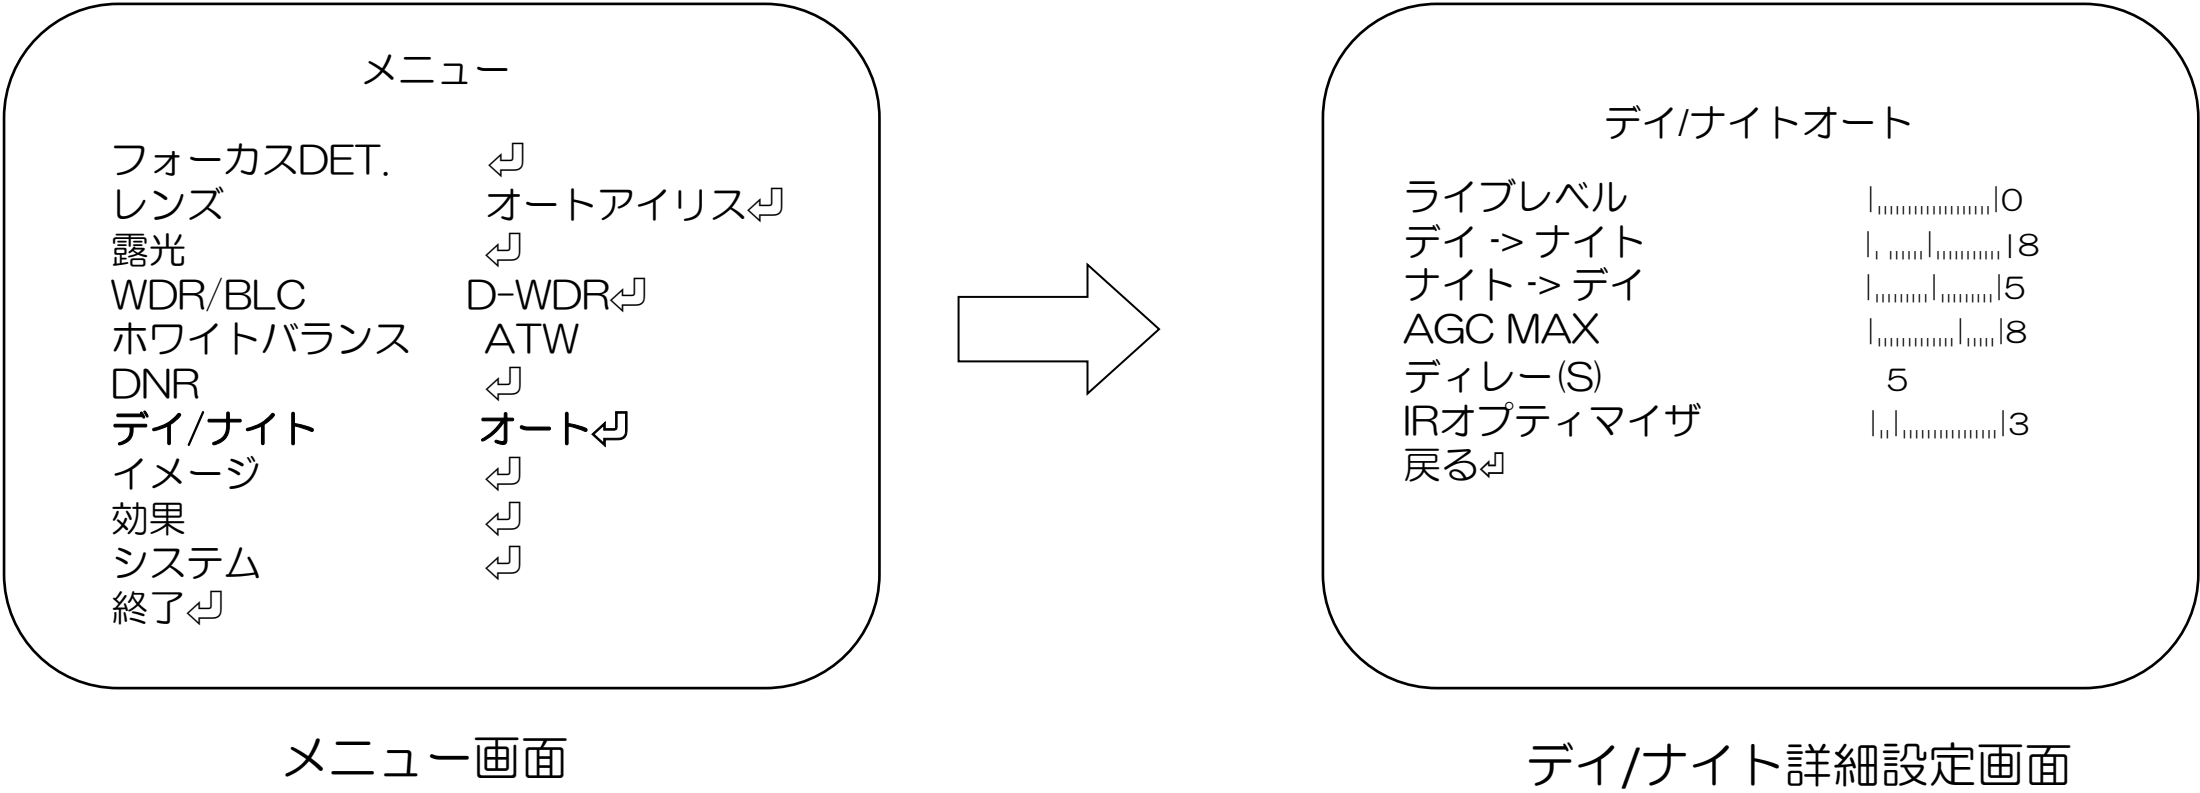 メニュー
フォーカスDET. ⏎
レンズ オートアイリス⏎
露光 ⏎
WDR/BLC D-WDR⏎
ホワイトバランス ATW
DNR ⏎
デイ/ナイト オート⏎
イメージ ⏎
効果 ⏎
システム ⏎
終了⏎
メニュー画面
デイ/ナイトオート
ライブレベル 0
デイ -> ナイト 8
ナイト -> デイ 5
AGC MAX 8
ディレー(S) 5
IRオプティマイザ 3
戻る⏎
デイ/ナイト詳細設定画面